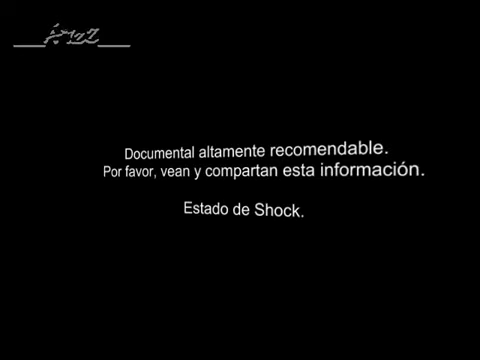 Documental altamente recomendable.
Por favor, vean y compartan esta información.
Estado de Shock.